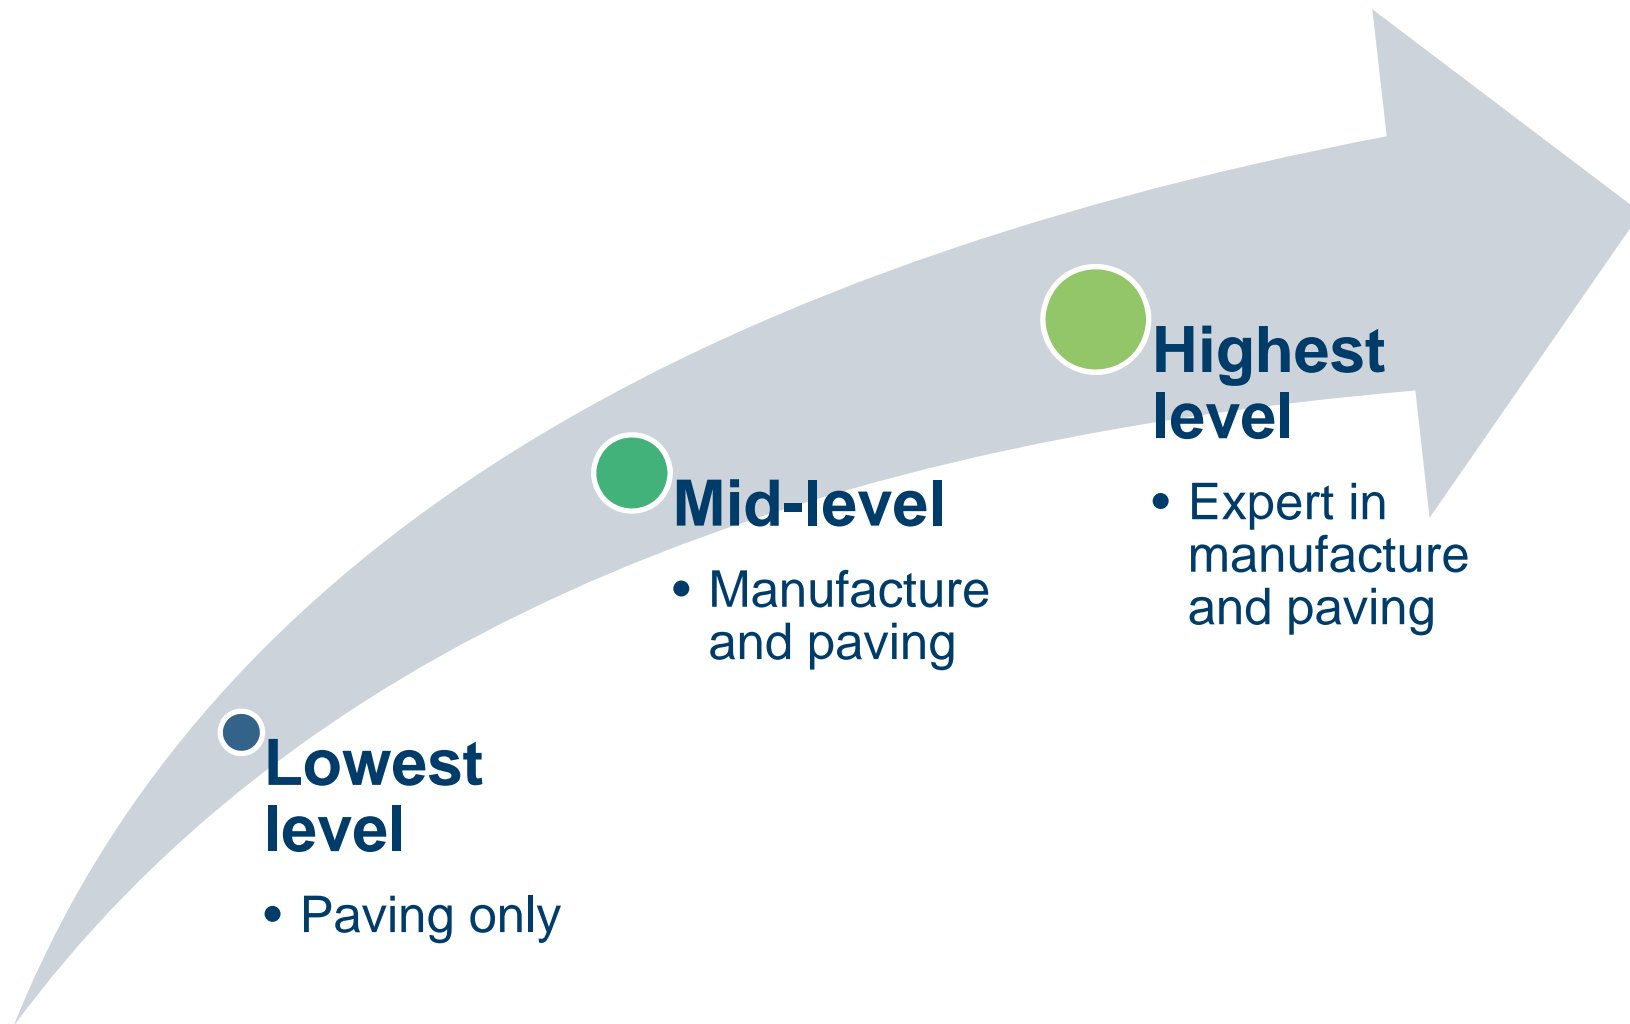 Highest
level
• Expert in
manufacture
and paving
Mid-level
• Manufacture
and paving
Lowest
level
• Paving only